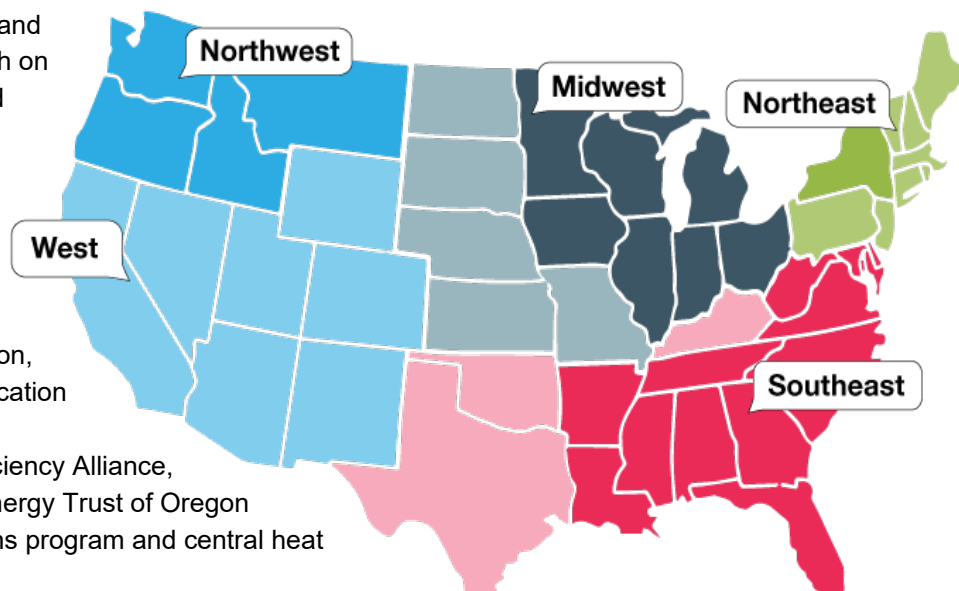 and
h on
Northwest
Midwest
Northeast
West
on,
cation
Southeast
ciency Alliance,
nergy Trust of Oregon
ns program and central heat